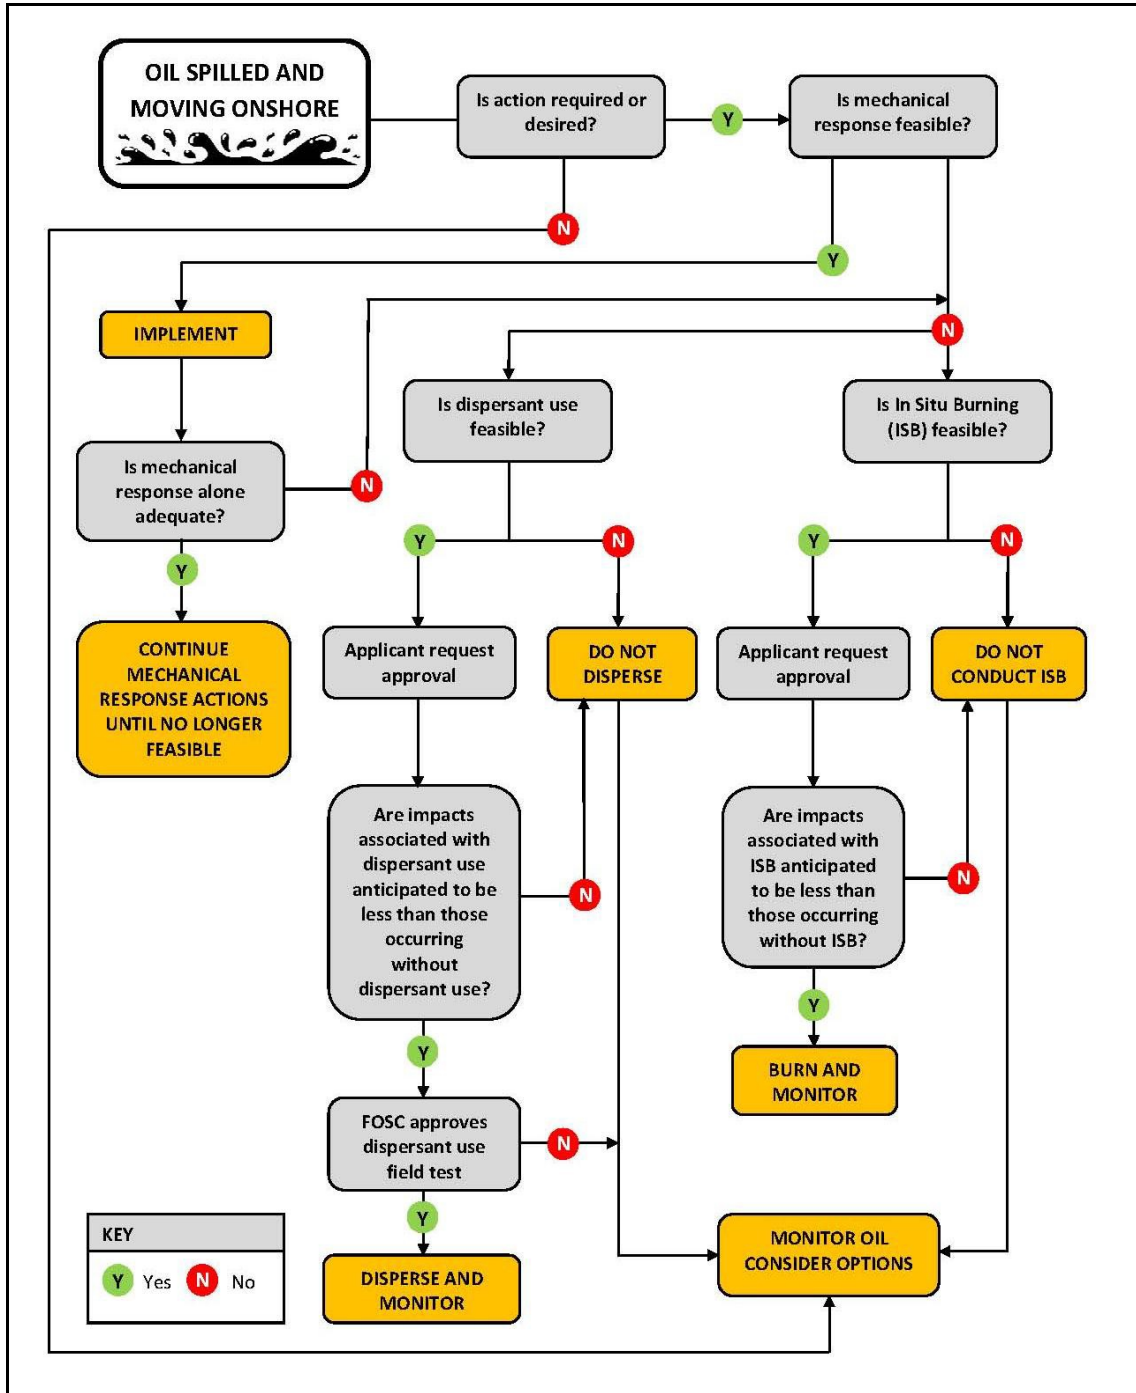 OIL SPILLED AND
MOVING ONSHORE
Is action required or
desired?
Y
Is mechanical
response feasible?
N
Y
IMPLEMENT
N
Is dispersant use
feasible?
Is In Situ Burning
(ISB) feasible?
Is mechanical
response alone
adequate?
N
Y
Y
N
Y
N
CONTINUE
MECHANICAL
RESPONSE ACTIONS
UNTIL NO LONGER
FEASIBLE
Applicant request
approval
DO NOT
DISPERSE
Applicant request
approval
DO NOT
CONDUCT ISB
Are impacts
associated with
dispersant use
anticipated to be
less than those
occurring
without
dispersant use?
N
Are impacts
associated with
ISB anticipated
to be less than
those occurring
without ISB?
N
Y
Y
BURN AND
MONITOR
FOSC approves
dispersant use
field test
N
Y
DISPERSE AND
MONITOR
MONITOR OIL
CONSIDER OPTIONS
KEY
Y Yes N No